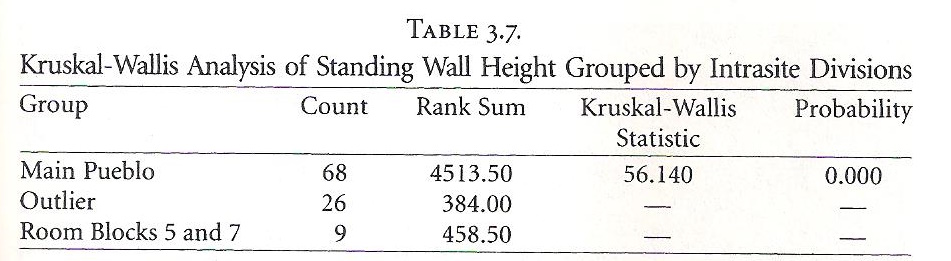 TABLE 3.7.
Kruskal-Wallis Analysis of Standing Wall Height Grouped by Intrasite Divisions
Group Count Rank Sum Kruskal-Wallis Probability
Statistic
Main Pueblo 68 4513.50 56.140 0.000
Outlier 26 384.00 — —
Room Blocks 5 and 7 9 458.50 — —